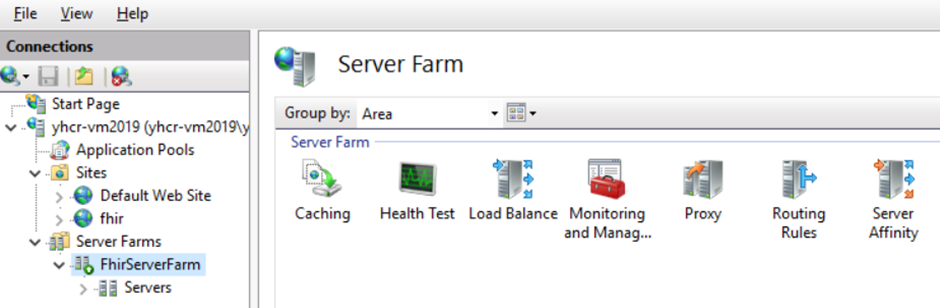 File View Help
Connections
Start Page
yhcr-vm2019 (yhcr-vm2019\y
Application Pools
Sites
Default Web Site
fhir
Server Farms
FhirServerFarm
Servers
Server Farm
Group by: Area
Server Farm
Caching Health Test Load Balance Monitoring and Manag... Proxy Routing Rules Server Affinity